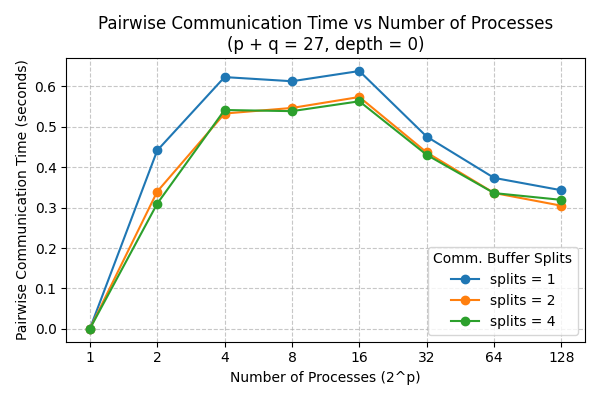 Pairwise Communication Time vs Number of Processes
(p + q = 27, depth = 0)
Pairwise Communication Time (seconds)
0.6
0.5
0.4
0.3
0.2
0.1
0.0
Comm. Buffer Splits
splits = 1
splits = 2
splits = 4
1 2 4 8 16 32 64 128
Number of Processes (2^p)